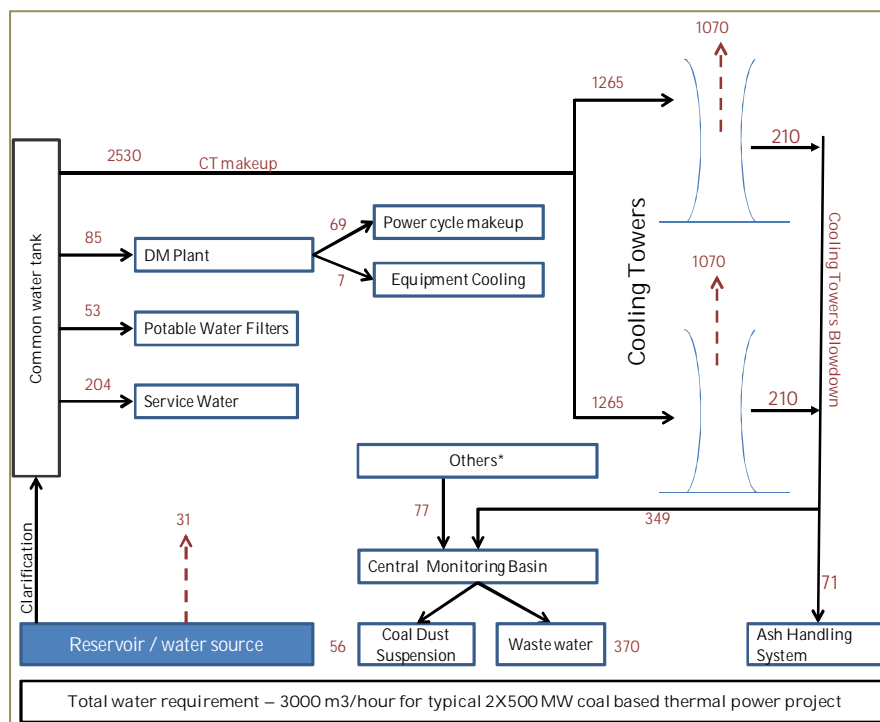 1070
1265
210
2530
CT makeup
69
Power cycle makeup
85
DM Plant
7
Equipment Cooling
1070
53
Potable Water Filters
204
Service Water
Common water tank
Cooling Towers
Cooling Towers Blowdown
1265
210
Others*
77
349
31
Clarification
Central Monitoring Basin
71
Reservoir / water source
56
Coal Dust
Suspension
Waste water
370
Ash Handling
System
Total water requirement – 3000 m3/hour for typical 2X500 MW coal based thermal power project